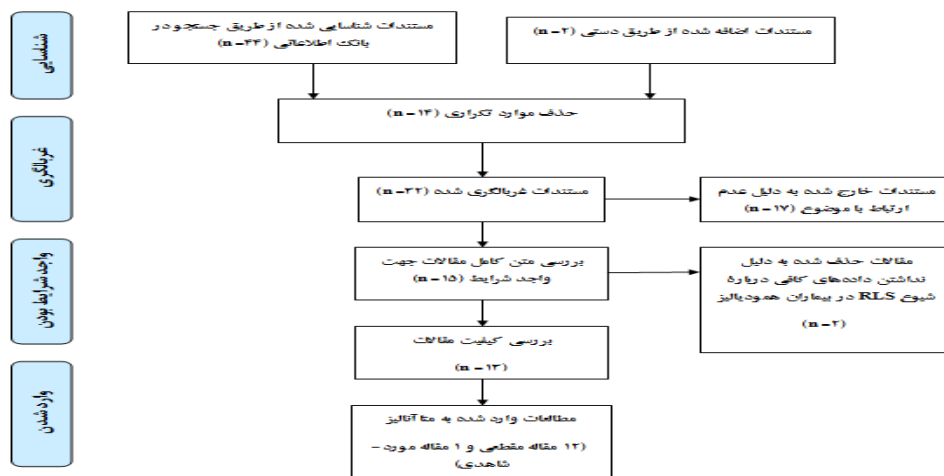 شناسایی
مستندات شناسایی شده از طریق جستجو در
بانک اطلاعاتی (n=۴۴)
مستندات اضافه شده از طریق دستی (n=۲)
حذف موارد تکراری (n=۱۴)
غربالگری
مستندات غربالگری شده (n=۳۲)
مستندات خارج شده به دلیل عدم
ارتباط با موضوع (n=۱۷)
واجد شرایط بودن
بررسی متن کامل مقالات جهت
واجد شرایط (n=۱۵)
مقالات حذف شده به دلیل
نداشتن داده‌های کافی درباره
شیوع RLS در بیماران همودیالیز
(n=۲)
بررسی کیفیت مقالات
(n=۱۳)
وارد شدن
مطالعات وارد شده به متاآنالیز
(۱۲ مقاله مقطعی و ۱ مقاله مورد-
شاهدی)